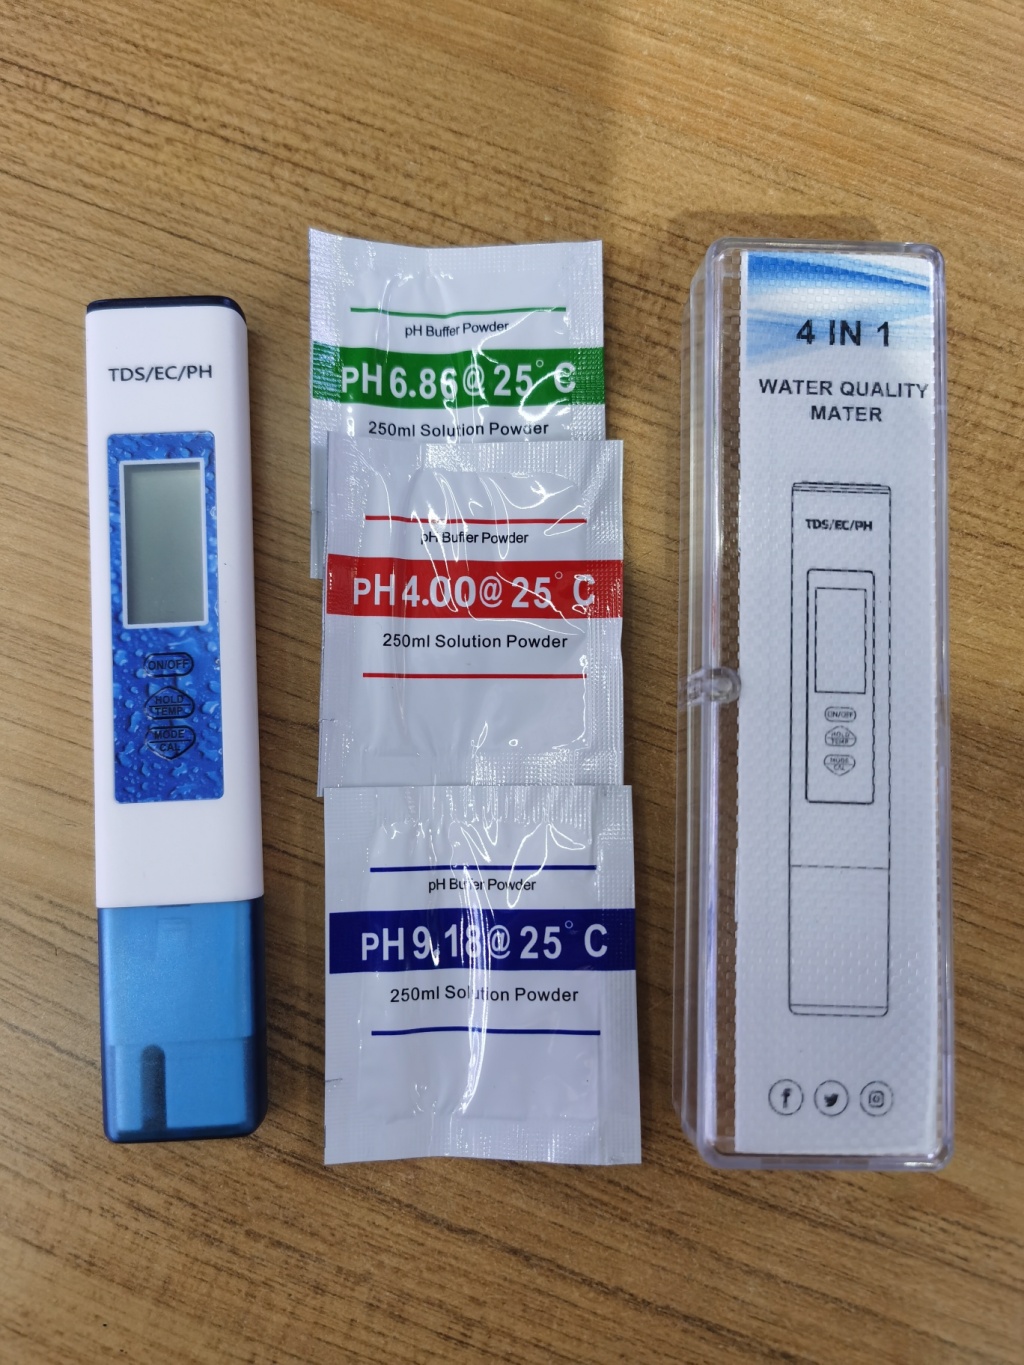 TDS/EC/PH
ON/OFF
HOLD
TEMP
MODE
CAL
pH Buffer Powder
PH 6.86@ 25°C
250ml Solution Powder
pH Buffer Powder
PH 4.00@ 25°C
250ml Solution Powder
pH Buffer Powder
PH 9.18@ 25°C
250ml Solution Powder
4 IN 1
WATER QUALITY
MATER
TDS/EC/PH
ON/OFF
HOLD
TEMP
MODE
CAL